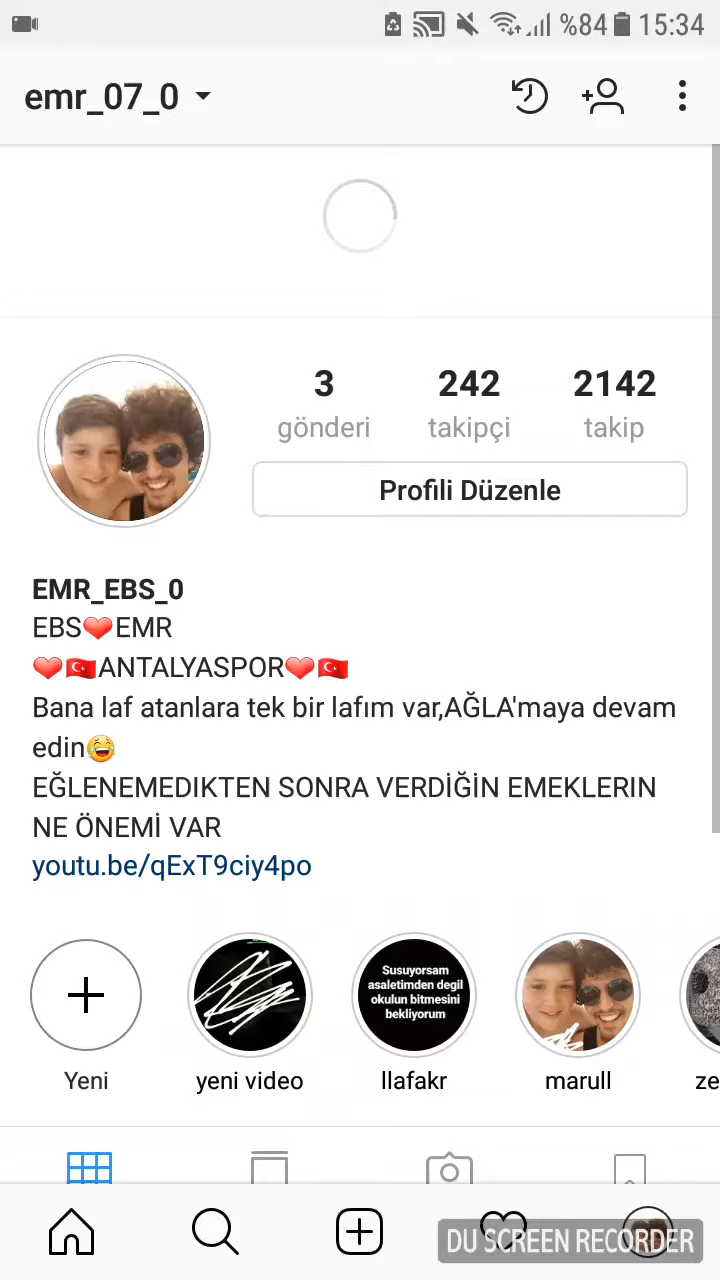 %84 15:34
emr_07_0
3 242 2142
gönderi takipçi takip
Profili Düzenle
EMR_EBS_0
EBS❤EMR
❤🇹🇷ANTALYASPOR❤🇹🇷
Bana laf atanlara tek bir lafım var,AĞLA'maya devam
edin😂
EĞLENEMEDIKTEN SONRA VERDİĞİN EMEKLERIN
NE ÖNEMİ VAR
youtu.be/qExT9ciy4po
Susuyorsam
asaletimden degil
okulun bitmesini
bekliyorum
Yeni yeni video llafakr marull ze
DU SCREEN RECORDER